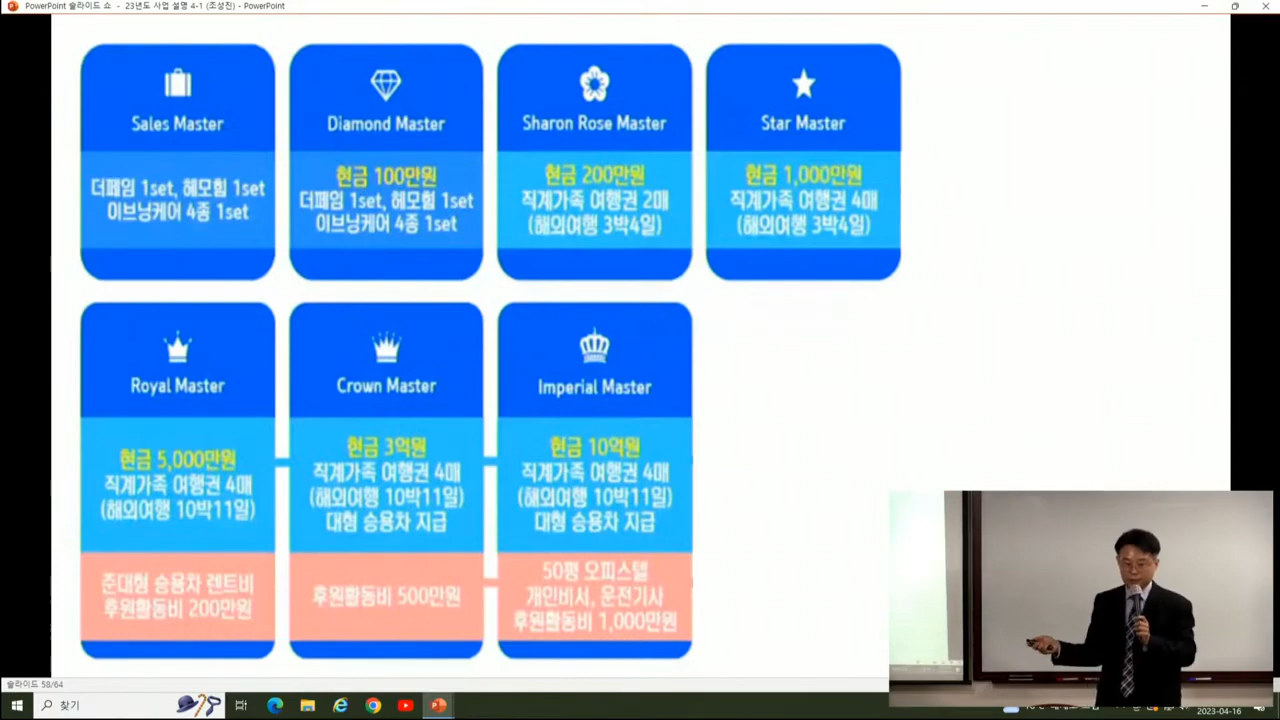 PowerPoint 슬라이드 쇼 - 23년도 사업 설명 4-1 (조성진) - PowerPoint
Sales Master
더페임 1set, 헤모힘 1set
이브닝케어 4종 1set
Diamond Master
현금 100만원
더페임 1set, 헤모힘 1set
이브닝케어 4종 1set
Sharon Rose Master
현금 200만원
직계가족 여행권 2매
(해외여행 3박4일)
Star Master
현금 1,000만원
직계가족 여행권 4매
(해외여행 3박4일)
Royal Master
현금 5,000만원
직계가족 여행권 4매
(해외여행 10박11일)
준대형 승용차 렌트비
후원활동비 200만원
Crown Master
현금 3억원
직계가족 여행권 4매
(해외여행 10박11일)
대형 승용차 지급
후원활동비 500만원
Imperial Master
현금 10억원
직계가족 여행권 4매
(해외여행 10박11일)
대형 승용차 지급
50평 오피스텔
개인비서, 운전기사
후원활동비 1,000만원
슬라이드 58/64
찾기
2023-04-16